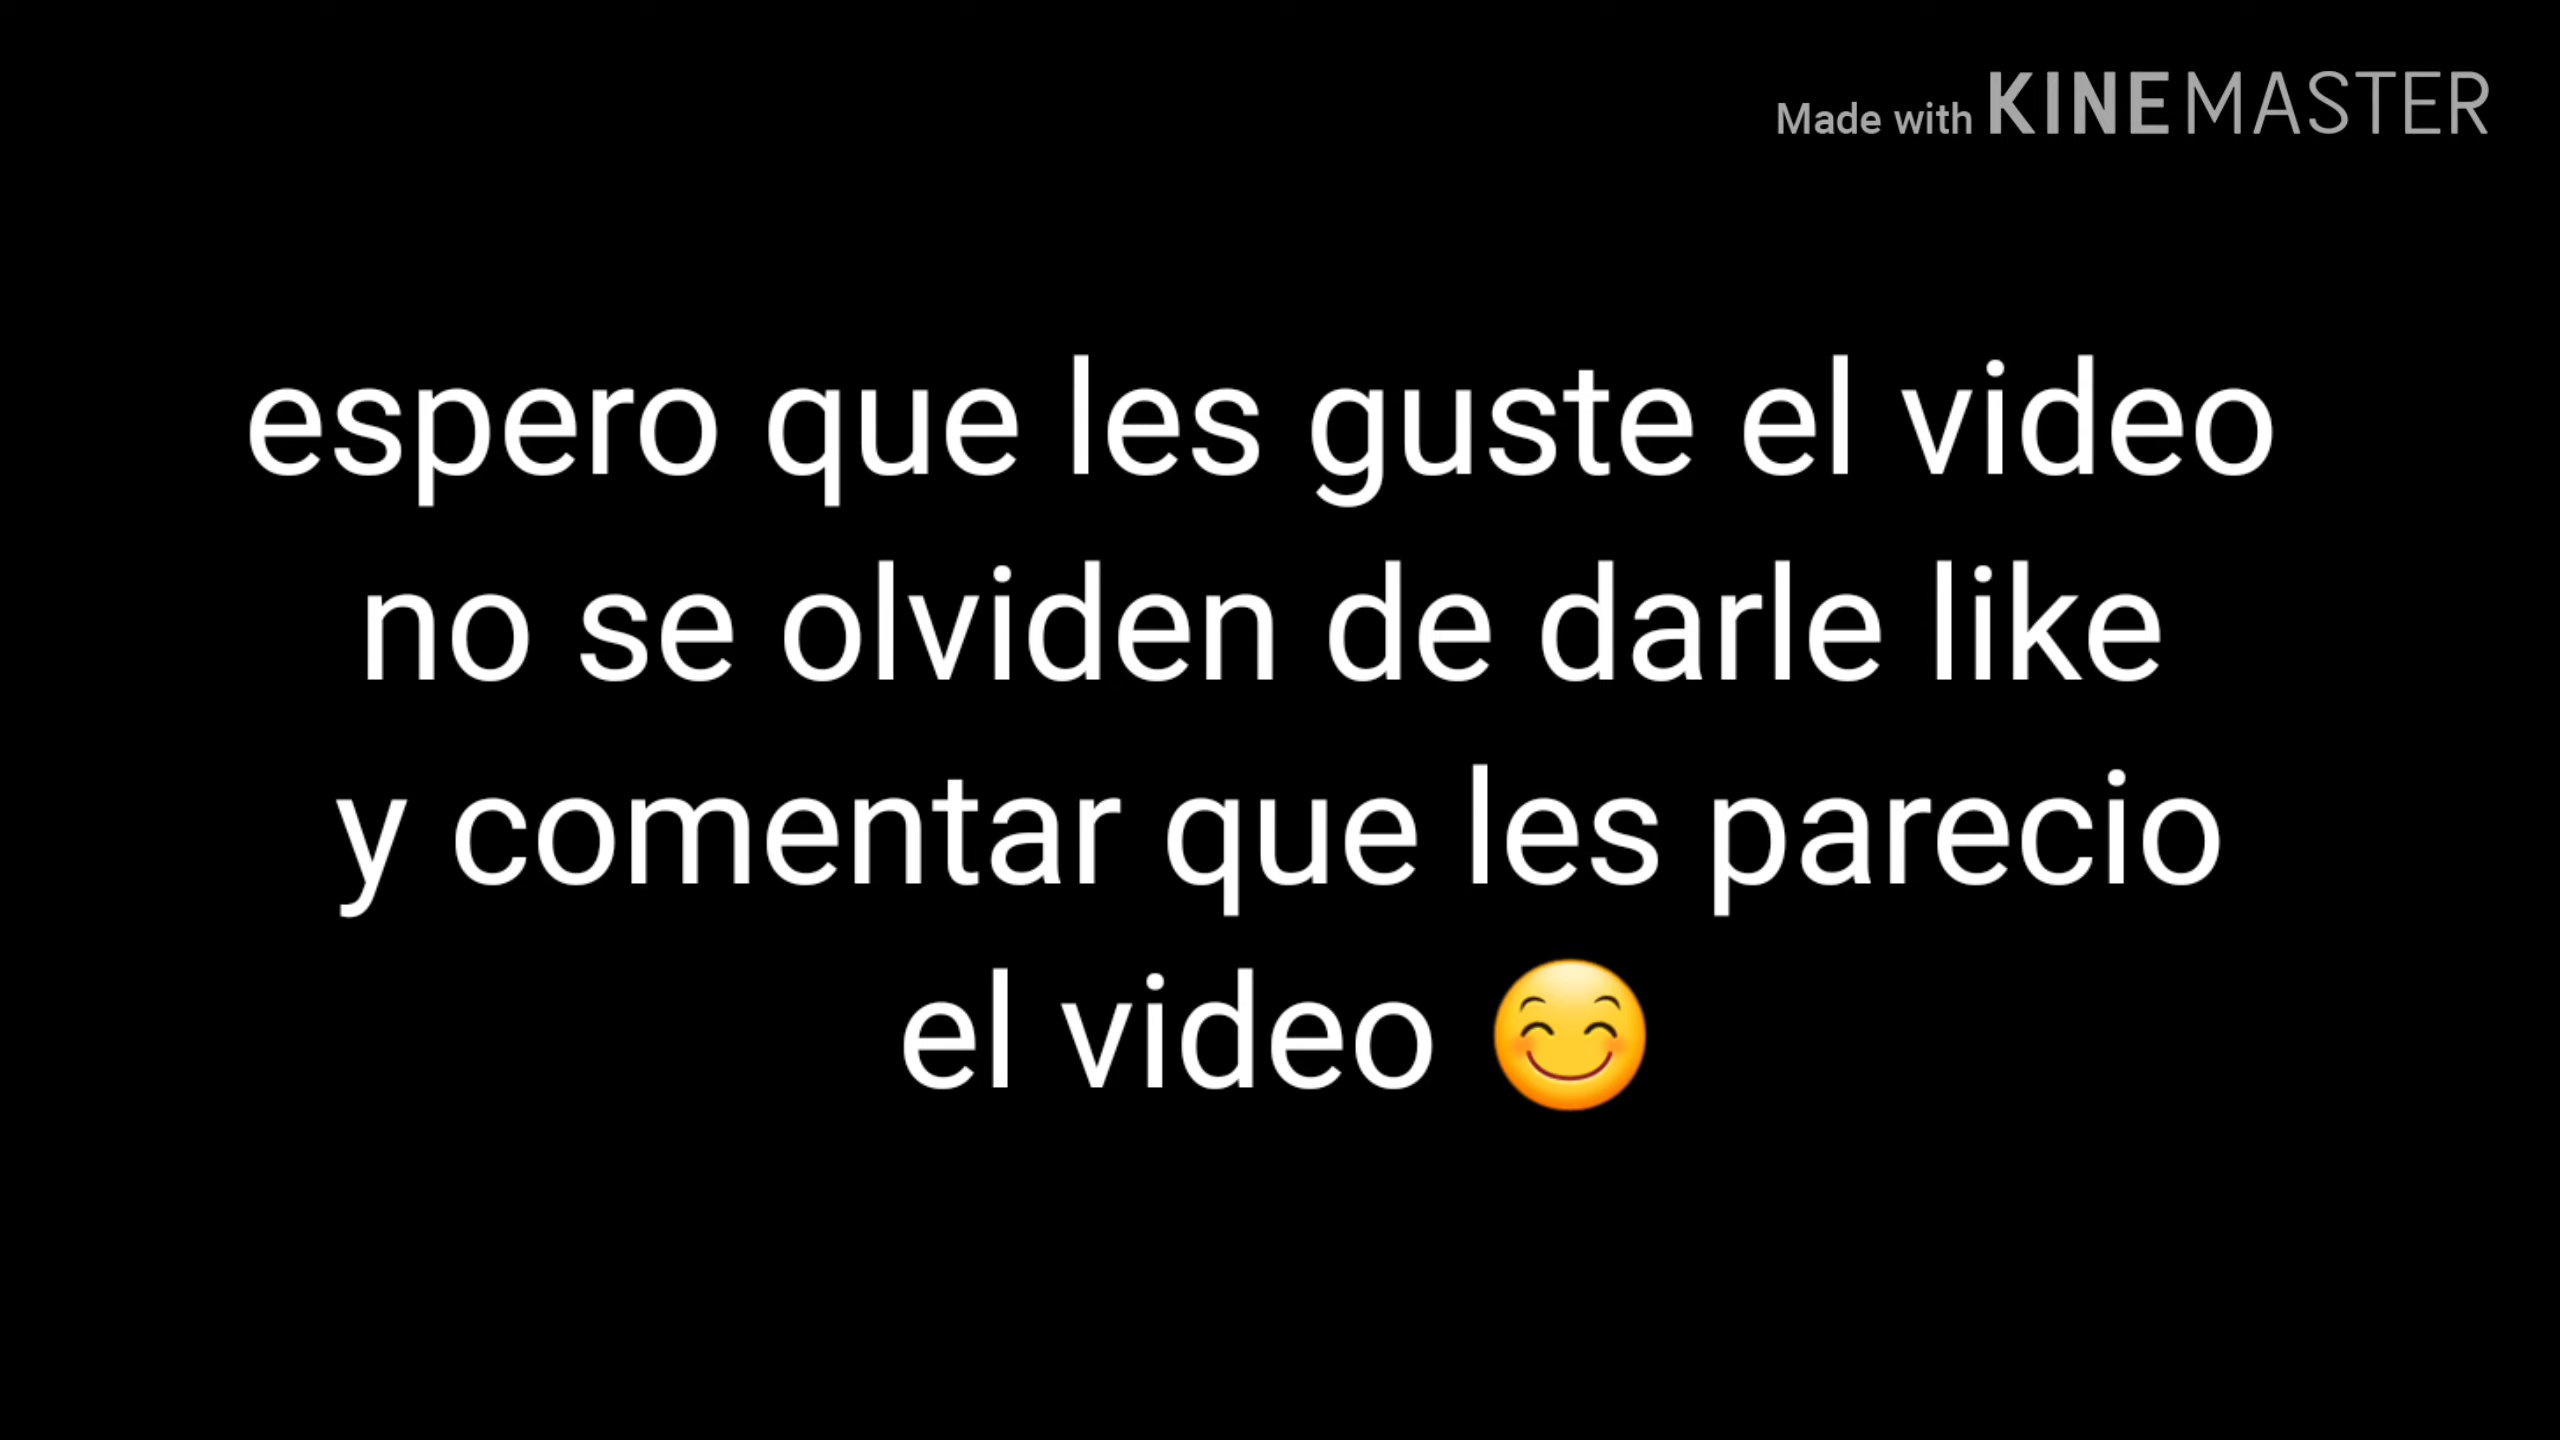 Made with KINEMASTER
espero que les guste el video
no se olviden de darle like
y comentar que les parecio
el video 😊